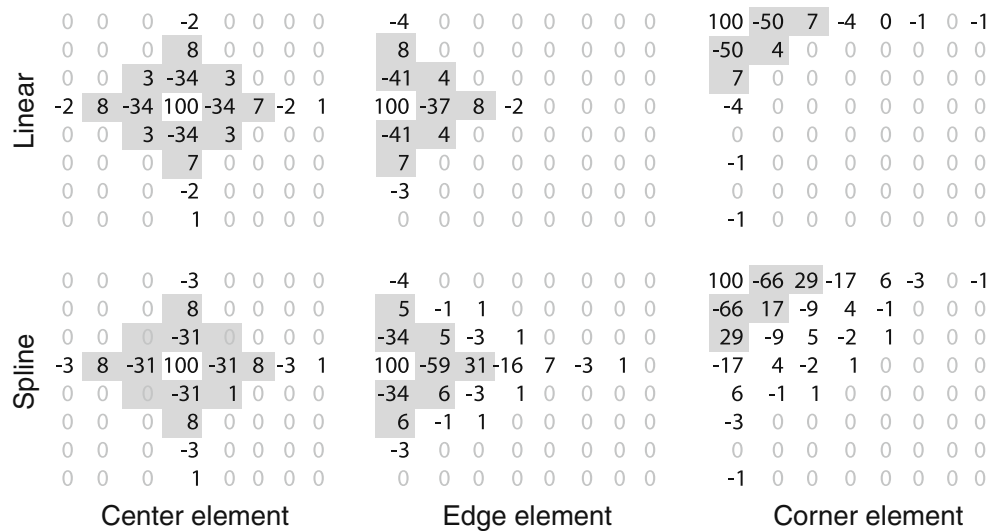 Linear
0 0 0 -2 0 0 0 0 -4 0 0 0 0 0 0 0 100 -50 7 -4 0 -1 0 -1
0 0 0 8 0 0 0 0 8 0 0 0 0 0 0 0 -50 4 0 0 0 0 0 0
0 0 3 -34 3 0 0 0 -41 4 0 0 0 0 0 0 7 0 0 0 0 0 0 0
-2 8 -34 100 -34 7 -2 1 100 -37 8 -2 0 0 0 0 -4 0 0 0 0 0 0 0
0 0 3 -34 3 0 0 0 -41 4 0 0 0 0 0 0 0 0 0 0 0 0 0 0
0 0 0 7 0 0 0 0 7 0 0 0 0 0 0 0 -1 0 0 0 0 0 0 0
0 0 0 -2 0 0 0 0 -3 0 0 0 0 0 0 0 0 0 0 0 0 0 0 0
0 0 0 1 0 0 0 0 0 0 0 0 0 0 0 0 -1 0 0 0 0 0 0 0
Spline
0 0 0 -3 0 0 0 0 -4 0 0 0 0 0 0 0 100 -66 29 -17 6 -3 0 -1
0 0 0 8 0 0 0 0 5 -1 1 0 0 0 0 0 -66 17 -9 4 -1 0 0 0
0 0 0 -31 0 0 0 0 -34 5 -3 1 0 0 0 0 29 -9 5 -2 1 0 0 0
-3 8 -31 100 -31 8 -3 1 100 -59 31 -16 7 -3 1 0 -17 4 -2 1 0 0 0 0
0 0 0 -31 1 0 0 0 -34 6 -3 1 0 0 0 0 6 -1 1 0 0 0 0 0
0 0 0 8 0 0 0 0 6 -1 1 0 0 0 0 0 -3 0 0 0 0 0 0 0
0 0 0 -3 0 0 0 0 -3 0 0 0 0 0 0 0 0 0 0 0 0 0 0 0
0 0 0 1 0 0 0 0 0 0 0 0 0 0 0 0 -1 0 0 0 0 0 0 0
Center element Edge element Corner element